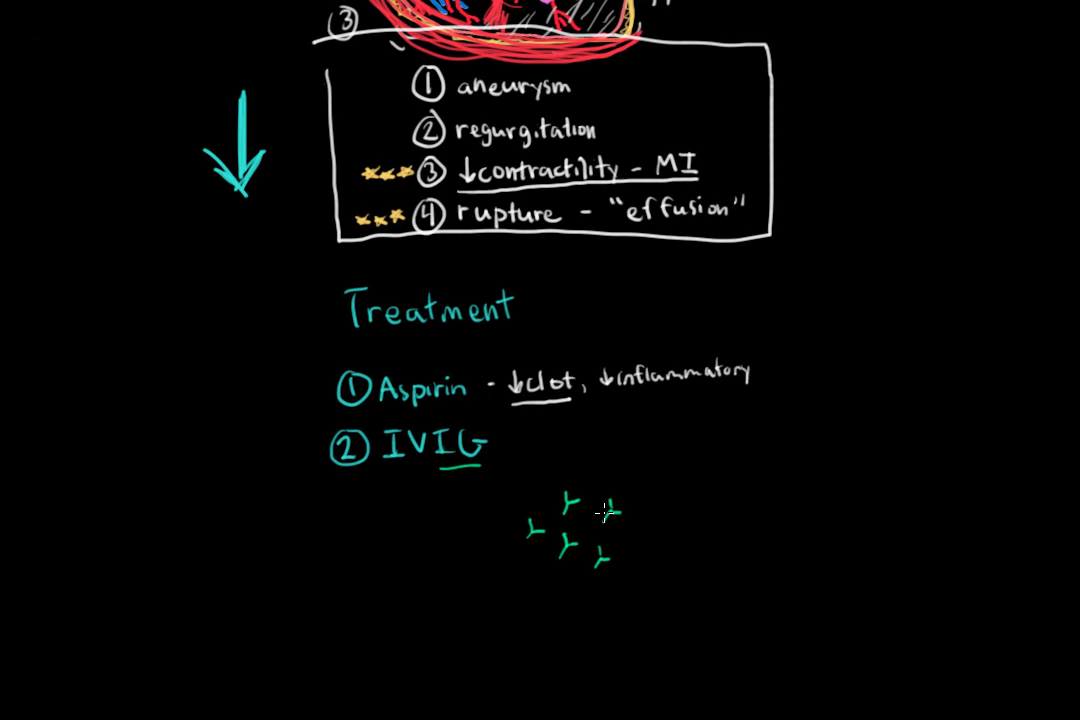 ③
① aneurysm
② regurgitation
③ ↓contractility - MI
④ rupture - "effusion"
Treatment
① Aspirin - ↓clot, ↓inflammatory
② IVIG